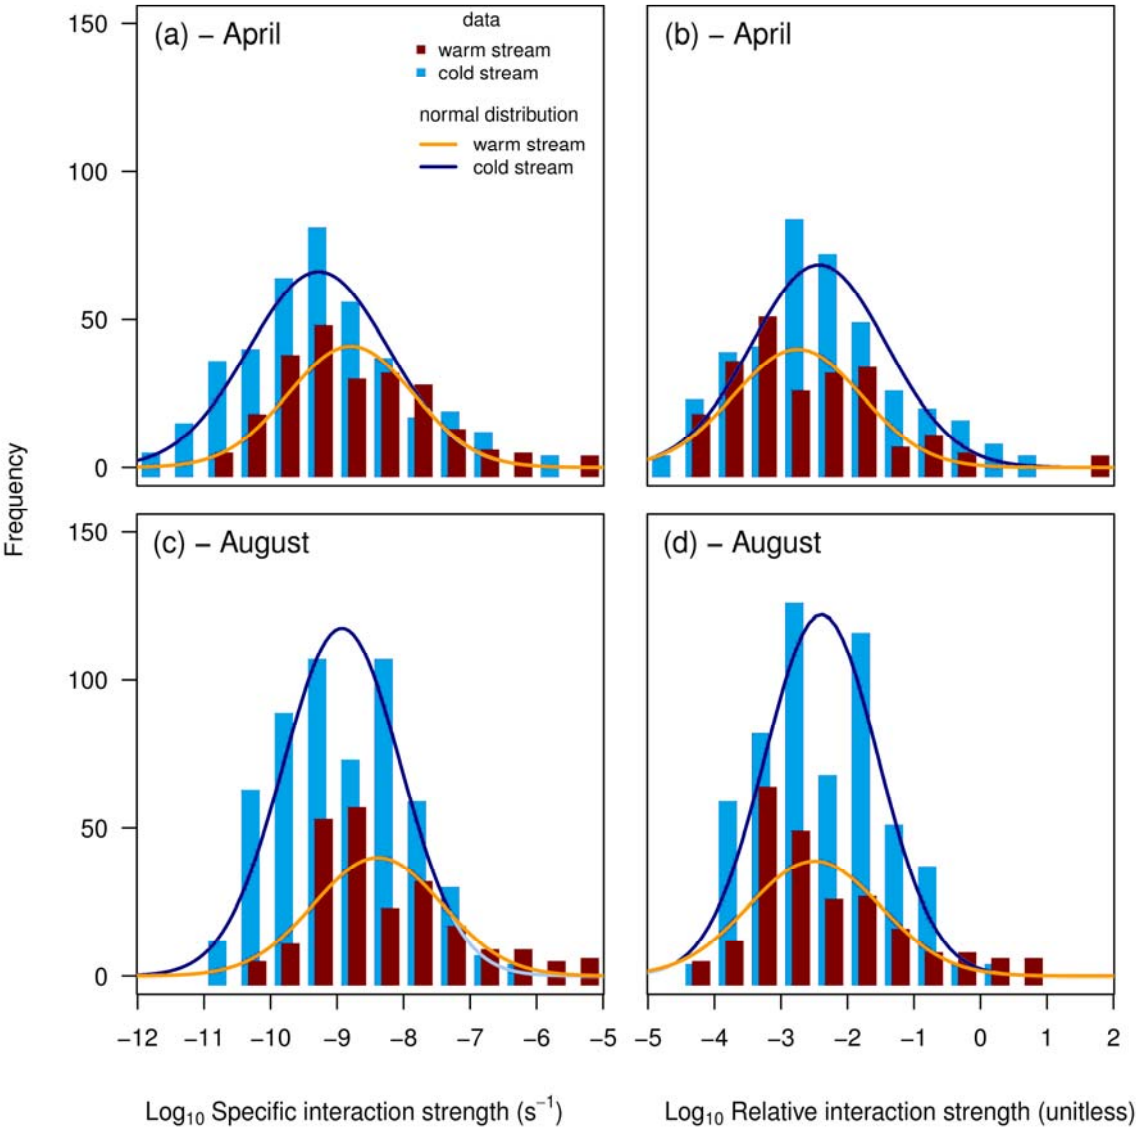 (a) – April
data
warm stream
cold stream
normal distribution
warm stream
cold stream
(b) – April
150
100
50
0
Frequency
(c) – August
(d) – August
150
100
50
0
−12 −11 −10 −9 −8 −7 −6 −5
−5 −4 −3 −2 −1 0 1 2
Log₁₀ Specific interaction strength (s⁻¹)
Log₁₀ Relative interaction strength (unitless)